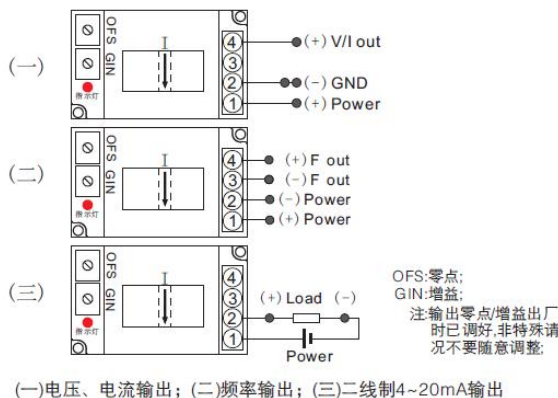 (一)
OFS
GIN
指示灯
I
4
3
2
1
(+) V/I out
(-) GND
(+) Power
(二)
OFS
GIN
指示灯
I
4
3
2
1
(+) F out
(-) F out
(-) Power
(+) Power
(三)
OFS
GIN
指示灯
I
4
3
2
1
(+) Load (-)
Power
OFS:零点;
GIN:增益;
注:输出零点/增益出厂
时已调好,非特殊请
况不要随意调整;
(一)电压、电流输出；(二)频率输出；(三)二线制4~20mA输出